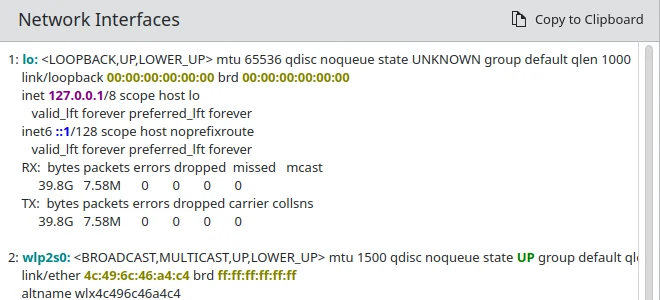 Network Interfaces
Copy to Clipboard
1: lo: <LOOPBACK,UP,LOWER_UP> mtu 65536 qdisc noqueue state UNKNOWN group default qlen 1000
link/loopback 00:00:00:00:00:00 brd 00:00:00:00:00:00
inet 127.0.0.1/8 scope host lo
valid_lft forever preferred_lft forever
inet6 ::1/128 scope host noprefixroute
valid_lft forever preferred_lft forever
RX: bytes packets errors dropped missed mcast
39.8G 7.58M 0 0 0 0
TX: bytes packets errors dropped carrier collsns
39.8G 7.58M 0 0 0 0
2: wlp2s0: <BROADCAST,MULTICAST,UP,LOWER_UP> mtu 1500 qdisc noqueue state UP group default
link/ether 4c:49:6c:46:a4:c4 brd ff:ff:ff:ff:ff:ff
altname wlx4c496c46a4c4